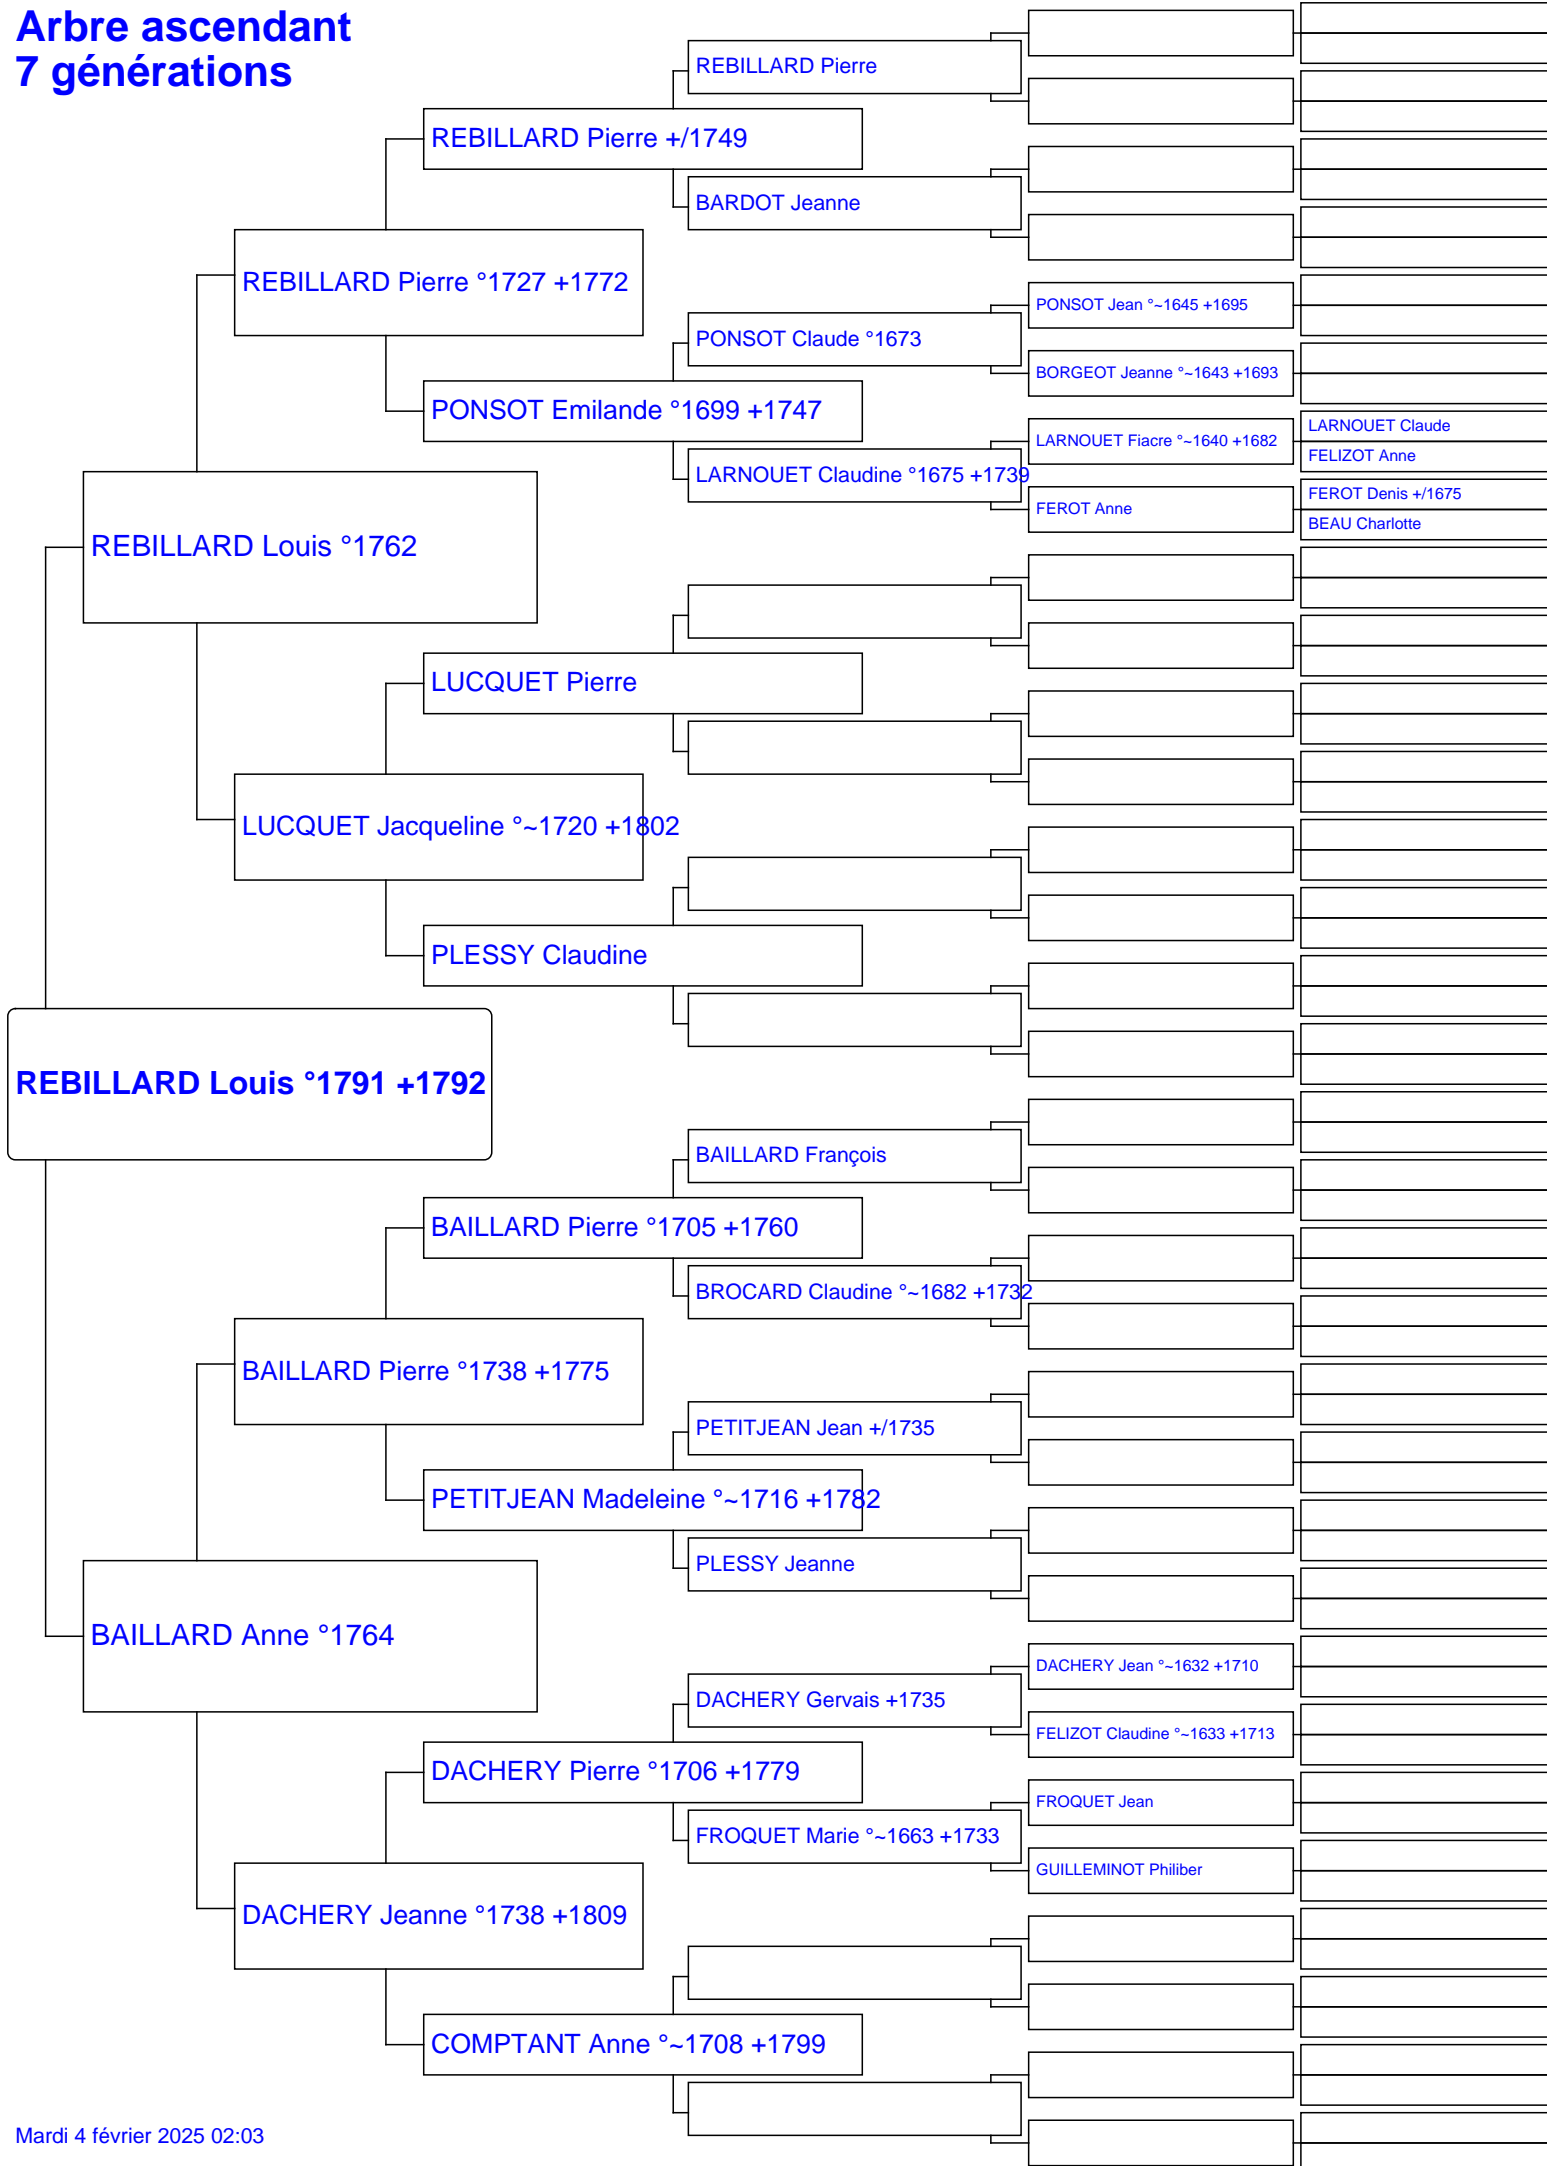 Arbre ascendant
7 générations
REBILLARD Pierre
REBILLARD Pierre +/1749
BARDOT Jeanne
REBILLARD Pierre °1727 +1772
PONSOT Jean °~1645 +1695
PONSOT Claude °1673
BORGEOT Jeanne °~1643 +1693
PONSOT Emilande °1699 +1747
LARNOUET Claude
LARNOUET Fiacre °~1640 +1682
FELIZOT Anne
LARNOUET Claudine °1675 +1739
FEROT Denis +/1675
FEROT Anne
BEAU Charlotte
REBILLARD Louis °1762
LUCQUET Pierre
LUCQUET Jacqueline °~1720 +1802
PLESSY Claudine
REBILLARD Louis °1791 +1792
BAILLARD François
BAILLARD Pierre °1705 +1760
BROCARD Claudine °~1682 +1732
BAILLARD Pierre °1738 +1775
PETITJEAN Jean +/1735
PETITJEAN Madeleine °~1716 +1782
PLESSY Jeanne
BAILLARD Anne °1764
DACHERY Jean °~1632 +1710
DACHERY Gervais +1735
FELIZOT Claudine °~1633 +1713
DACHERY Pierre °1706 +1779
FROQUET Jean
FROQUET Marie °~1663 +1733
GUILLEMINOT Philiber
DACHERY Jeanne °1738 +1809
COMPTANT Anne °~1708 +1799
Mardi 4 février 2025 02:03